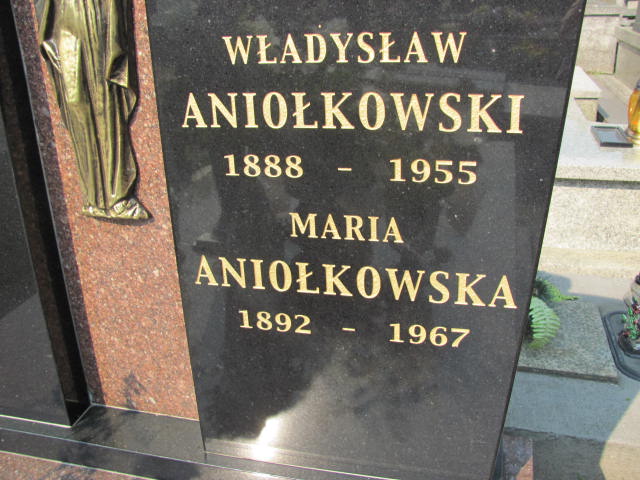 WŁADYSŁAW
ANIOŁKOWSKI
1888 - 1955
MARIA
ANIOŁKOWSKA
1892 - 1967